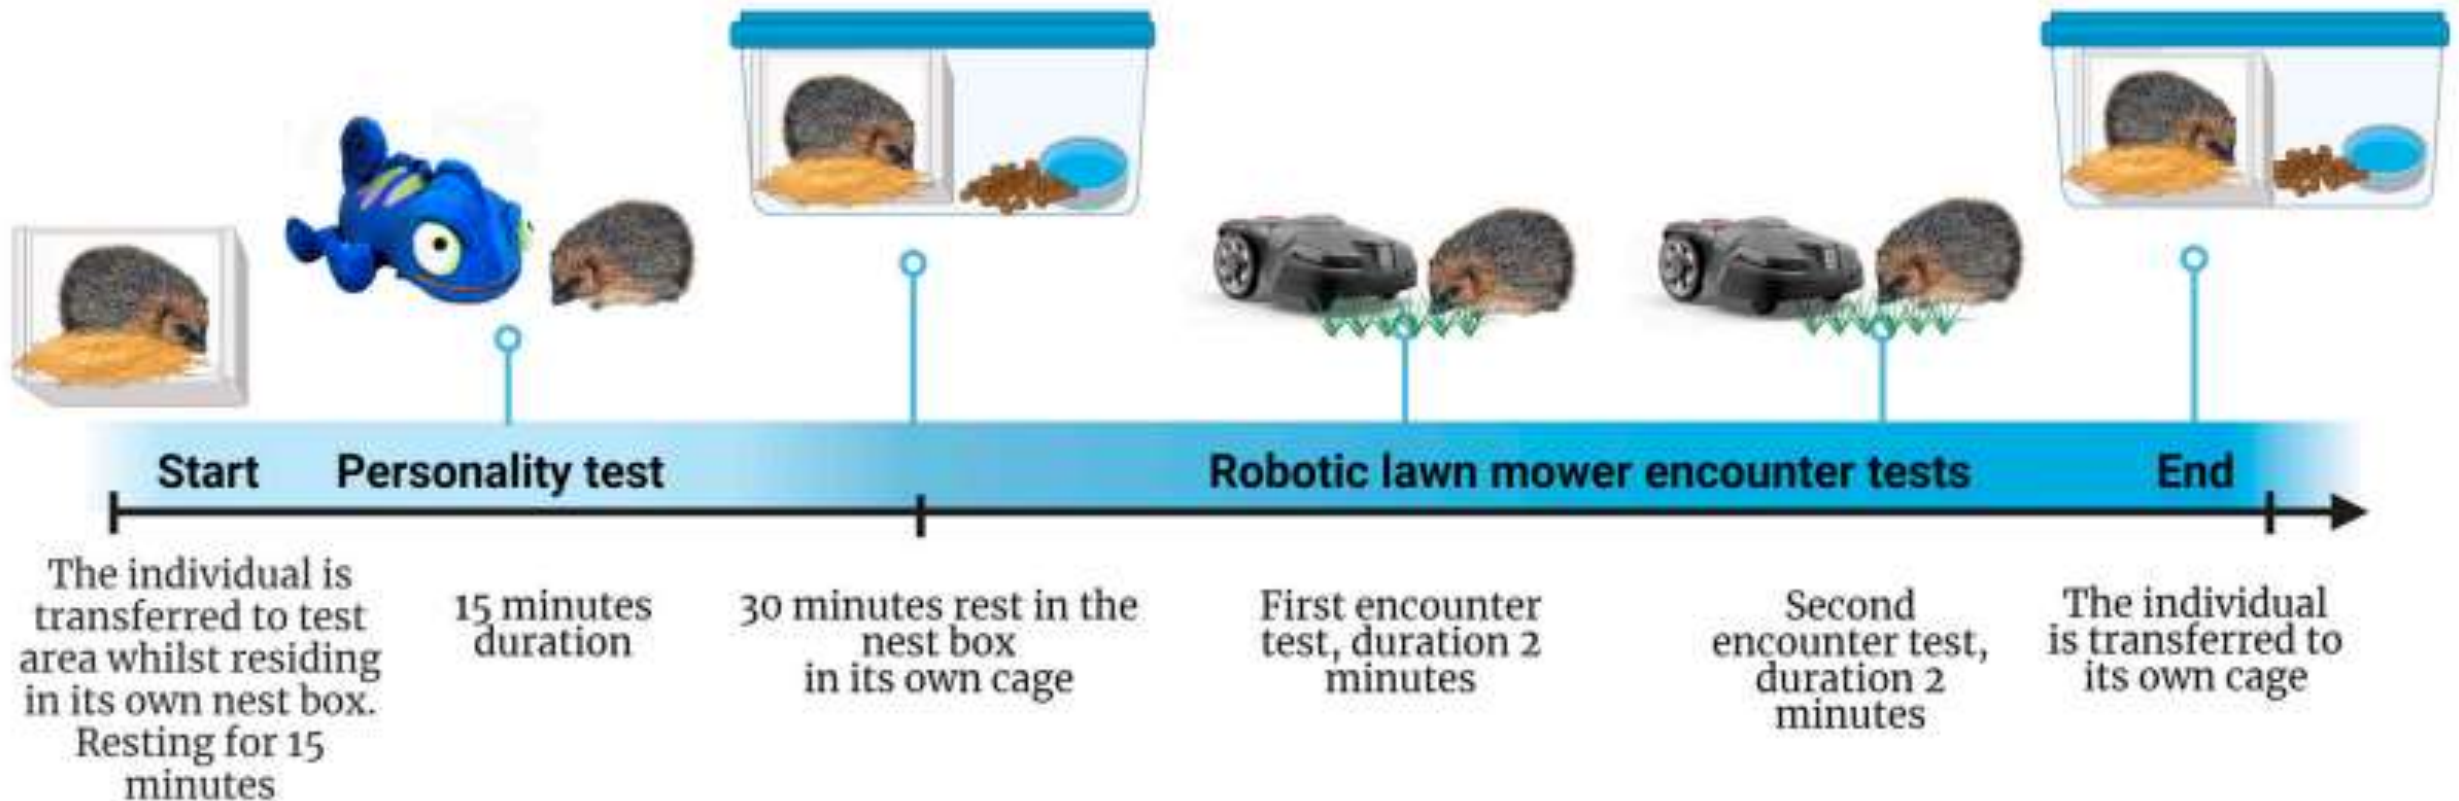 Start
Personality test
Robotic lawn mower encounter tests
End
The individual is
transferred to test
area whilst residing
in its own nest box.
Resting for 15
minutes
15 minutes
duration
30 minutes rest in the
nest box
in its own cage
First encounter
test, duration 2
minutes
Second
encounter test,
duration 2
minutes
The individual
is transferred to
its own cage